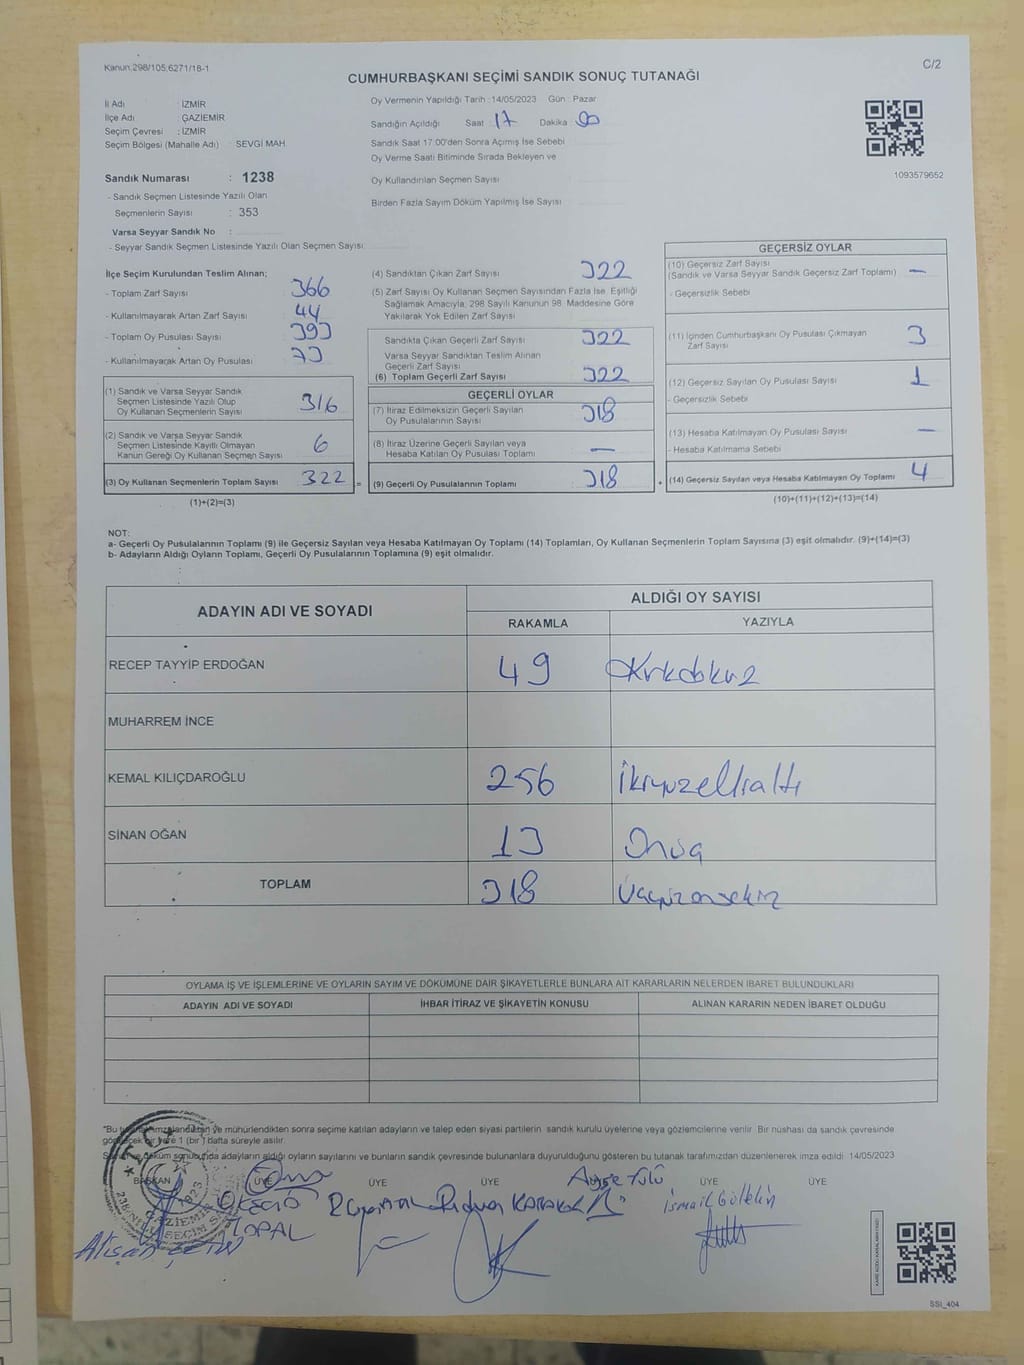 Kanun:298/105;6271/18-1
C/2
CUMHURBAŞKANI SEÇİMİ SANDIK SONUÇ TUTANAĞI
İl Adı : İZMİR
İlçe Adı : GAZİEMİR
Seçim Çevresi : İZMİR
Seçim Bölgesi (Mahalle Adı) : SEVGİ MAH.
Sandık Numarası : 1238
- Sandık Seçmen Listesinde Yazılı Olan
Seçmenlerin Sayısı : 353
Varsa Seyyar Sandık No :
- Seyyar Sandık Seçmen Listesinde Yazılı Olan Seçmen Sayısı:
Oy Vermenin Yapıldığı Tarih : 14/05/2023 Gün : Pazar
Sandığın Açıldığı Saat : 17 Dakika : 00
Sandık Saat 17:00'den Sonra Açılmış İse Sebebi :
Oy Verme Saati Bitiminde Sırada Bekleyen ve
Oy Kullandırılan Seçmen Sayısı :
Birden Fazla Sayım Döküm Yapılmış İse Sayısı :
1093579652
İlçe Seçim Kurulundan Teslim Alınan;
- Toplam Zarf Sayısı : 366
- Kullanılmayarak Artan Zarf Sayısı : 44
- Toplam Oy Pusulası Sayısı : 393
- Kullanılmayacak Artan Oy Pusulası : 73
(1) Sandık ve Varsa Seyyar Sandık
Seçmen Listesinde Yazılı Olup
Oy Kullanan Seçmenlerin Sayısı : 316
(2) Sandık ve Varsa Seyyar Sandık
Seçmen Listesinde Kayıtlı Olmayan
Kanun Gereği Oy Kullanan Seçmen Sayısı : 6
(3) Oy Kullanan Seçmenlerin Toplam Sayısı : 322 =
(1)+(2)=(3)
(4) Sandıktan Çıkan Zarf Sayısı : 322
(5) Zarf Sayısı Oy Kullanan Seçmen Sayısından Fazla İse, Eşitliği
Sağlamak Amacıyla, 298 Sayılı Kanunun 98. Maddesine Göre
Yakılarak Yok Edilen Zarf Sayısı :
Sandıkta Çıkan Geçerli Zarf Sayısı : 322
Varsa Seyyar Sandıktan Teslim Alınan
Geçerli Zarf Sayısı :
(6) Toplam Geçerli Zarf Sayısı : 322
GEÇERLİ OYLAR
(7) İtiraz Edilmeksizin Geçerli Sayılan
Oy Pusulalarının Sayısı : 318
(8) İtiraz Üzerine Geçerli Sayılan veya
Hesaba Katılan Oy Pusulası Toplamı : —
(9) Geçerli Oy Pusulalarının Toplamı : 318 +
GEÇERSİZ OYLAR
(10) Geçersiz Zarf Sayısı
(Sandık ve Varsa Seyyar Sandık Geçersiz Zarf Toplamı) : —
- Geçersizlik Sebebi :
(11) İçinden Cumhurbaşkanı Oy Pusulası Çıkmayan
Zarf Sayısı : 3
(12) Geçersiz Sayılan Oy Pusulası Sayısı : 1
- Geçersizlik Sebebi :
(13) Hesaba Katılmayan Oy Pusulası Sayısı : —
- Hesaba Katılmama Sebebi :
(14) Geçersiz Sayılan veya Hesaba Katılmayan Oy Toplamı : 4
(10)+(11)+(12)+(13)=(14)
NOT:
a- Geçerli Oy Pusulalarının Toplamı (9) ile Geçersiz Sayılan veya Hesaba Katılmayan Oy Toplamı (14) Toplamları, Oy Kullanan Seçmenlerin Toplam Sayısına (3) eşit olmalıdır. (9)+(14)=(3)
b- Adayların Aldığı Oyların Toplamı, Geçerli Oy Pusulalarının Toplamına (9) eşit olmalıdır.
ADAYIN ADI VE SOYADI ALDIĞI OY SAYISI
RAKAMLA YAZIYLA
RECEP TAYYİP ERDOĞAN 49 Kırkdokuz
MUHARREM İNCE
KEMAL KILIÇDAROĞLU 256 İkiyüzellialtı
SİNAN OĞAN 13 Onüç
TOPLAM 318 Üçyüzonsekiz
OYLAMA İŞ VE İŞLEMLERİNE VE OYLARIN SAYIM VE DÖKÜMÜNE DAİR ŞİKAYETLERLE BUNLARA AİT KARARLARIN NELERDEN İBARET BULUNDUKLARI
ADAYIN ADI VE SOYADI İHBAR İTİRAZ VE ŞİKAYETİN KONUSU ALINAN KARARIN NEDEN İBARET OLDUĞU
*Bu tutanak imzalandıktan ve mühürlendikten sonra seçime katılan adayların ve talep eden siyasi partilerin, sandık kurulu üyelerine veya gözlemcilerine verilir. Bir nüshası da sandık çevresinde
görülecek bir yere 1 (bir) hafta süreyle asılır.
Sayım ve döküm sonucunda adayların aldığı oyların sayılarını ve bunların sandık çevresinde bulunanlara duyurulduğunu gösteren bu tutanak tarafımızdan düzenlenerek imza edildi. 14/05/2023
BAŞKAN ÜYE ÜYE ÜYE ÜYE ÜYE ÜYE
Ayşe Tülü
Rıdvan KARAKOÇ
İsmail Gültekin
TOPAL
SSI_404